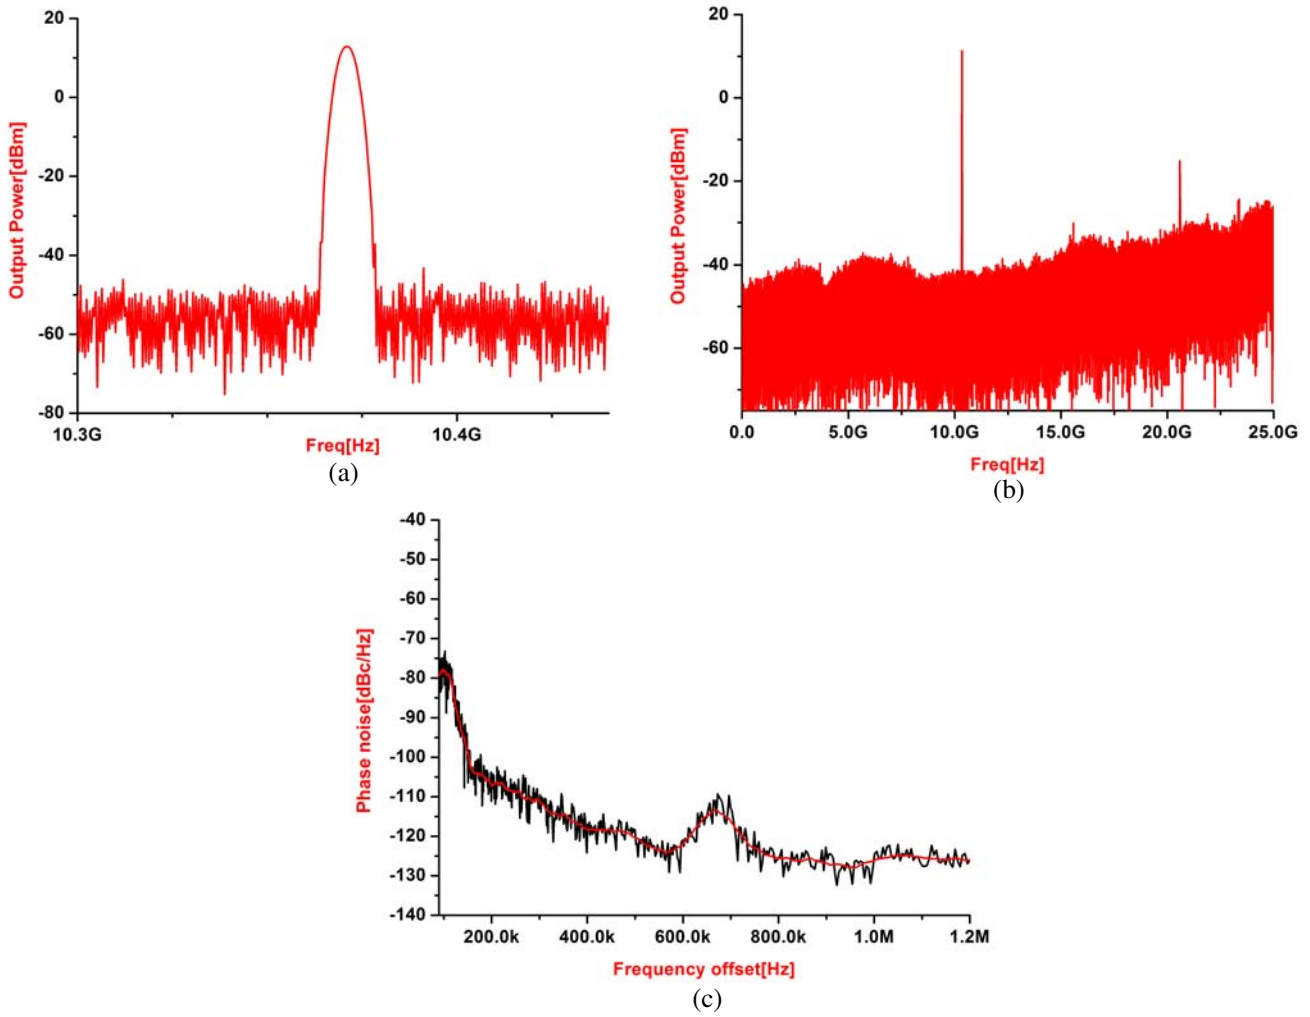 20
0
-20
-40
-60
-80
10.3G
10.4G
Output Power[dBm]
Freq[Hz]
(a)
20
0
-20
-40
-60
0.0
5.0G
10.0G
15.0G
20.0G
25.0G
Output Power[dBm]
Freq[Hz]
(b)
-40
-50
-60
-70
-80
-90
-100
-110
-120
-130
-140
200.0k
400.0k
600.0k
800.0k
1.0M
1.2M
Phase noise[dBc/Hz]
Frequency offset[Hz]
(c)